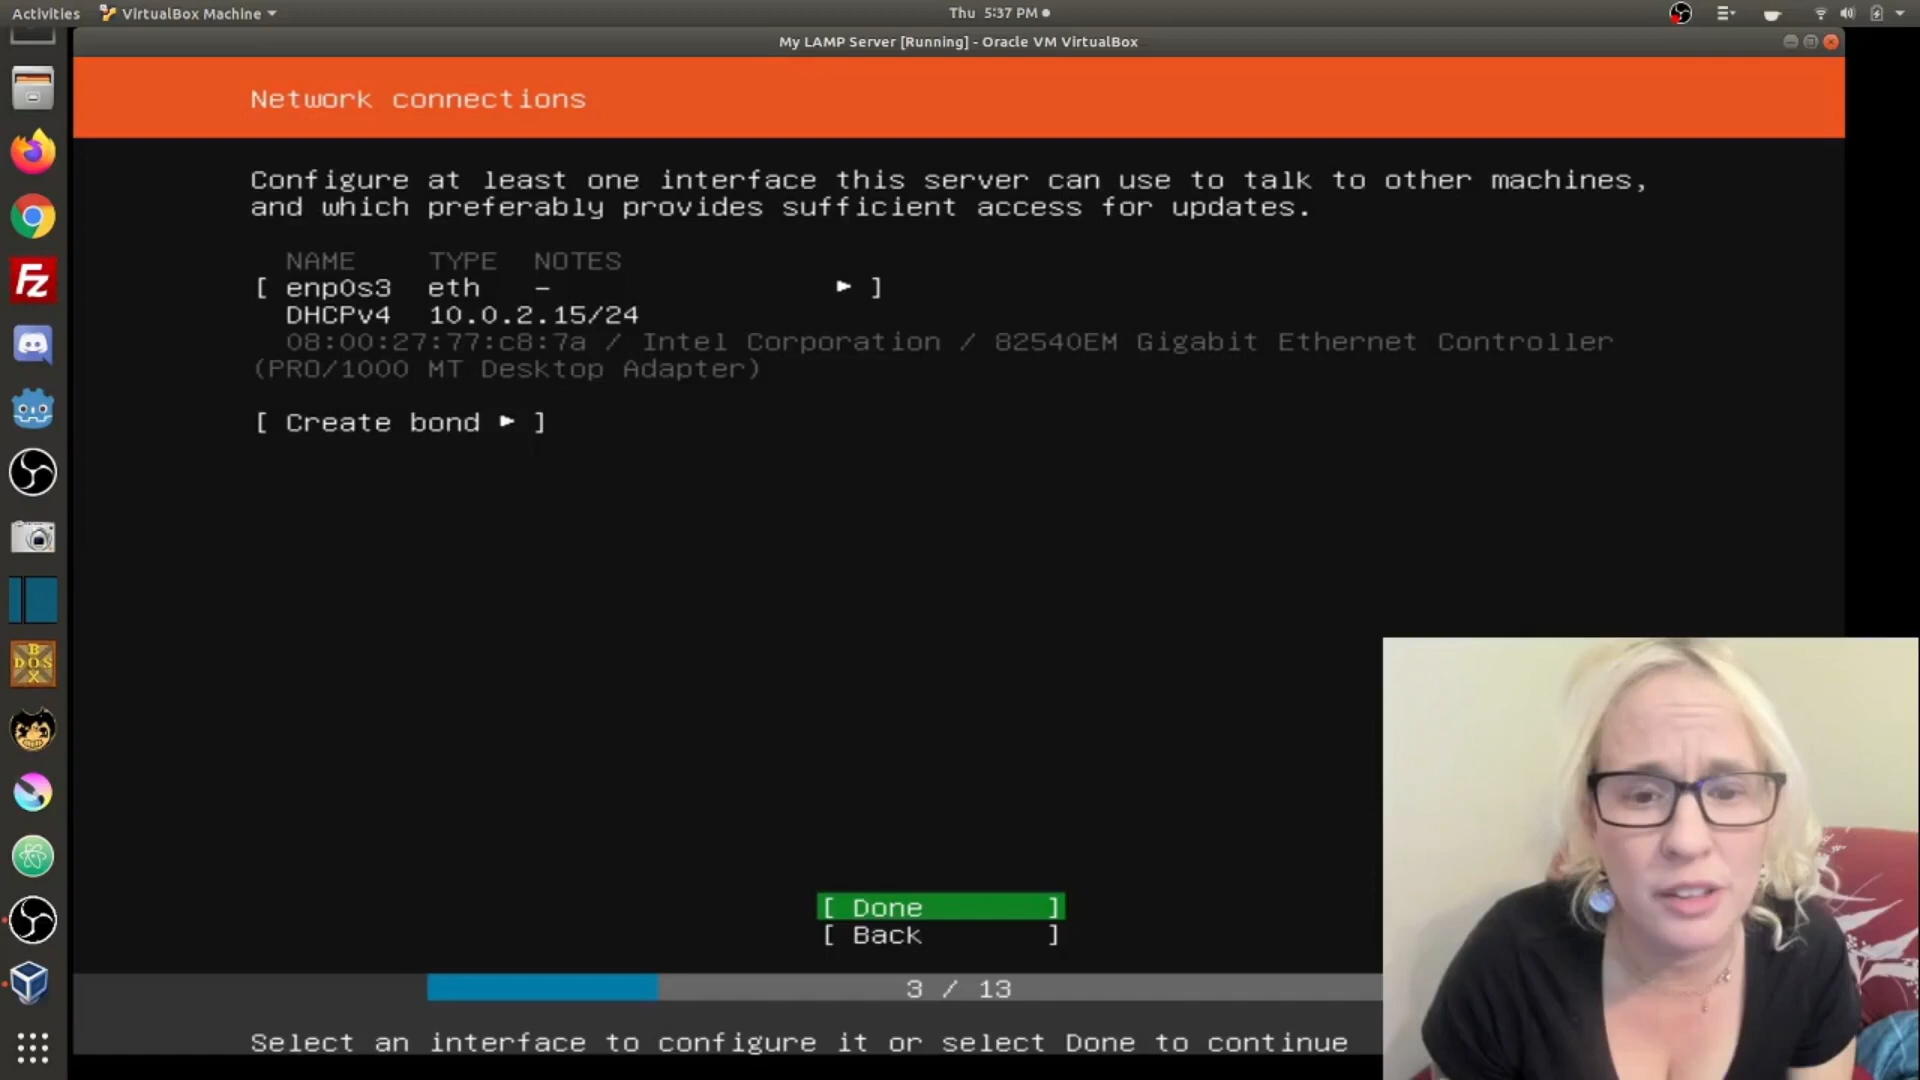 Activities
VirtualBox Machine
Thu 5:37 PM
My LAMP Server [Running] - Oracle VM VirtualBox
Network connections
Configure at least one interface this server can use to talk to other machines,
and which preferably provides sufficient access for updates.
NAME TYPE NOTES
[ enp0s3 eth – ▸ ]
DHCPv4 10.0.2.15/24
08:00:27:77:c8:7a / Intel Corporation / 82540EM Gigabit Ethernet Controller
(PRO/1000 MT Desktop Adapter)
[ Create bond ▸ ]
[ Done ]
[ Back ]
3 / 13
Select an interface to configure it or select Done to continue
Fz
B
DOS
X